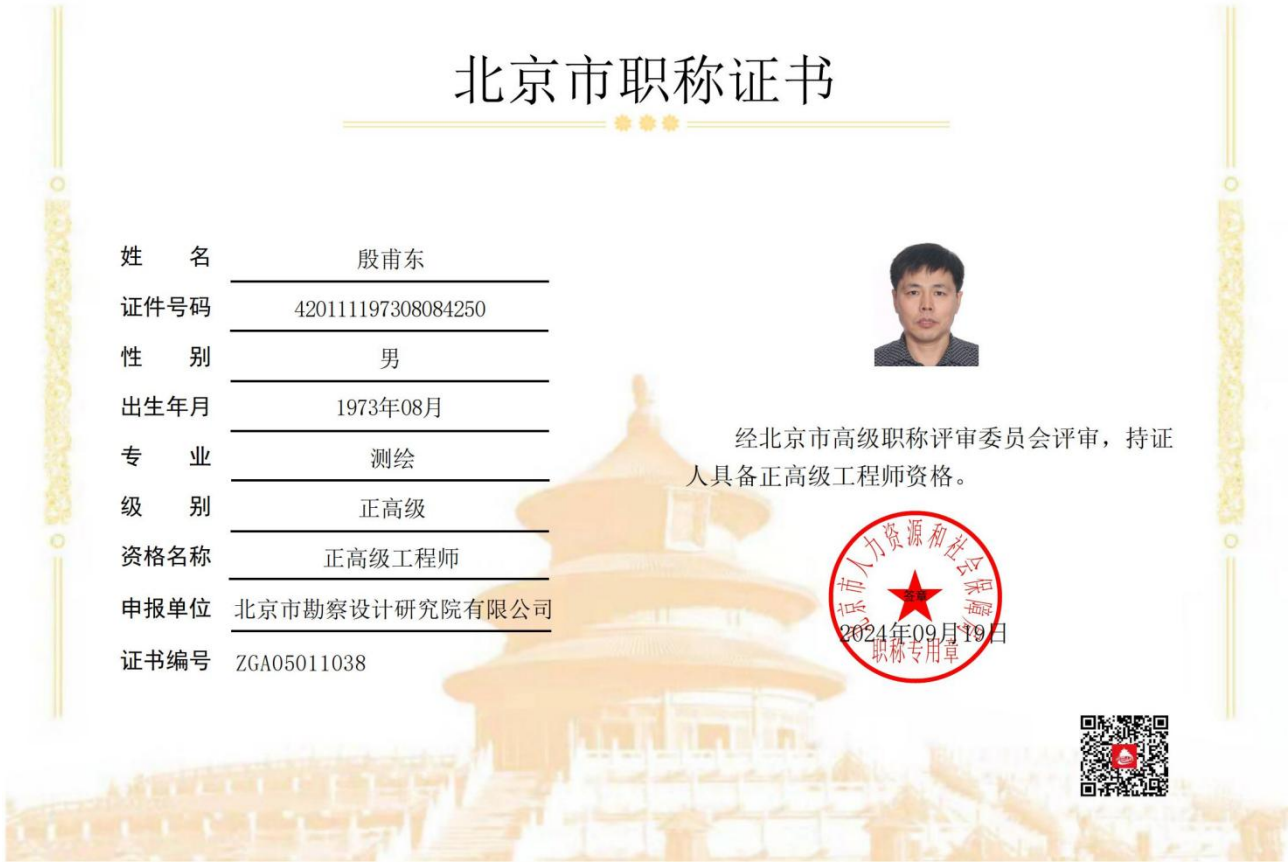 北京市职称证书
姓 名 殷甫东
证件号码 420111197308084250
性 别 男
出生年月 1973年08月
专 业 测绘
级 别 正高级
资格名称 正高级工程师
申报单位 北京市勘察设计研究院有限公司
证书编号 ZGA05011038
经北京市高级职称评审委员会评审，持证
人具备正高级工程师资格。
北京市人力资源和社会保障局
签章
2024年09月19日
职称专用章